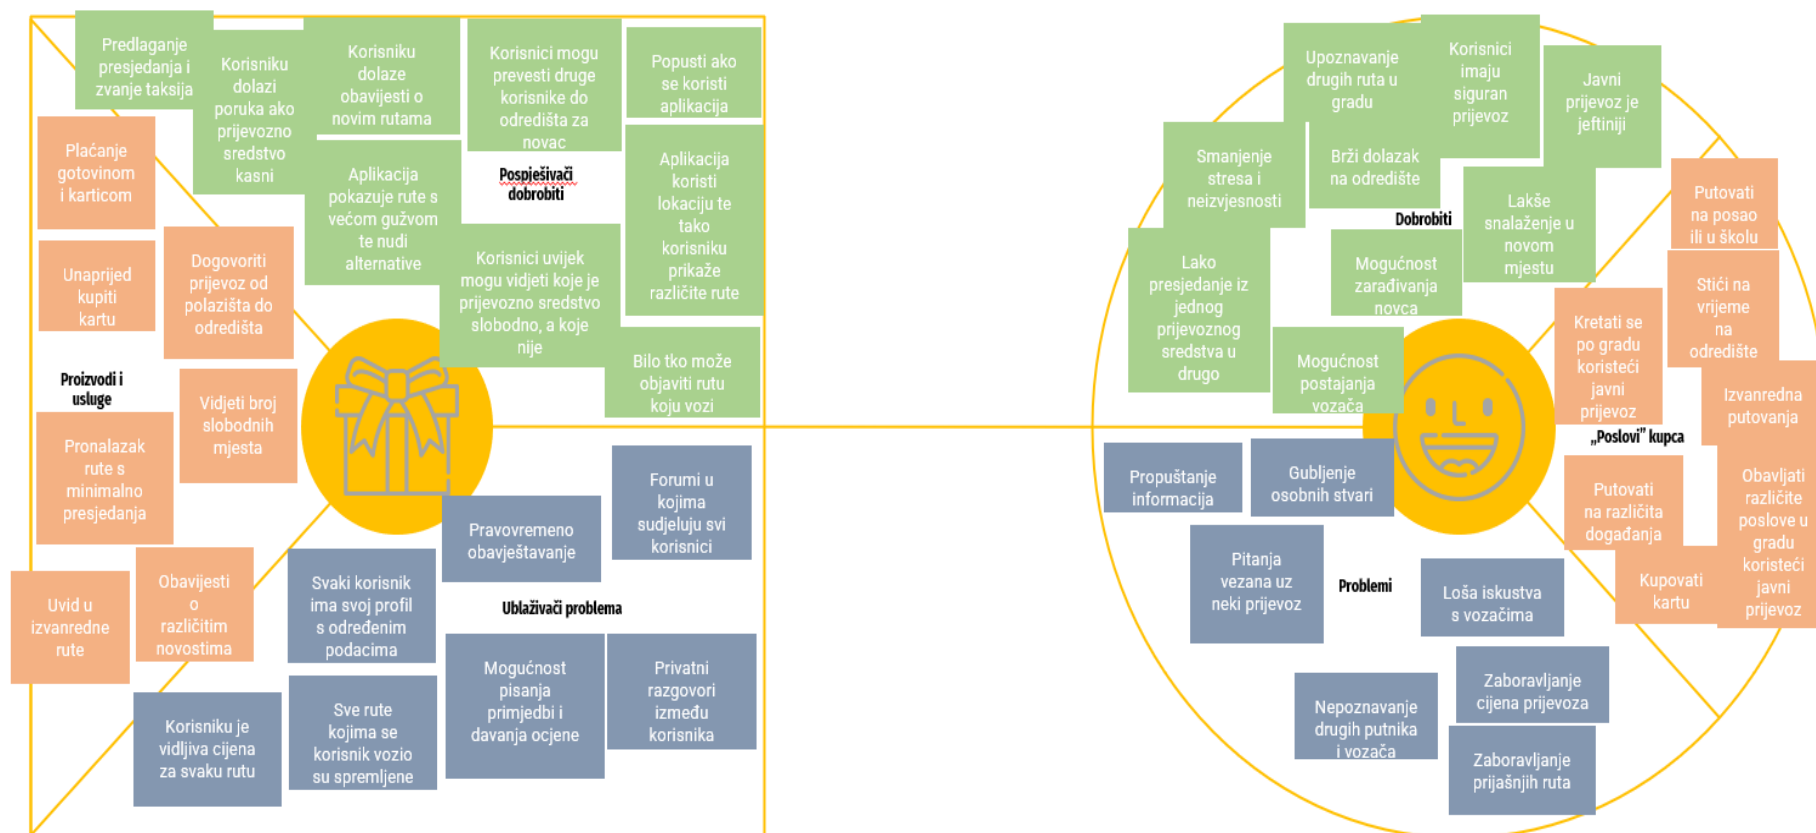 Predlaganje
presjedanja i
zvanje taksija
Korisniku
dolazi
poruka ako
prijevozno
sredstvo
kasni
Korisniku
dolaze
obavijesti o
novim rutama
Korisnici mogu
prevesti druge
korisnike do
odredišta za
novac
Popusti ako
se koristi
aplikacija
Plaćanje
gotovinom
i karticom
Aplikacija
pokazuje rute s
većom gužvom
te nudi
alternative
Pospješivači
dobrobiti
Aplikacija
koristi
lokaciju te
tako
korisniku
prikaže
različite rute
Unaprijed
kupiti
kartu
Dogovoriti
prijevoz od
polazišta do
odredišta
Korisnici uvijek
mogu vidjeti koje je
prijevozno sredstvo
slobodno, a koje
nije
Bilo tko može
objaviti rutu
koju vozi
Proizvodi i
usluge
Vidjeti broj
slobodnih
mjesta
Pronalazak
rute s
minimalno
presjedanja
Uvid u
izvanredne
rute
Obavijesti
o
različitim
novostima
Pravovremeno
obavještavanje
Forumi u
kojima
sudjeluju svi
korisnici
Svaki korisnik
ima svoj profil
s određenim
podacima
Ublaživači problema
Korisniku je
vidljiva cijena
za svaku rutu
Sve rute
kojima se
korisnik vozio
su spremljene
Mogućnost
pisanja
primjedbi i
davanja ocjene
Privatni
razgovori
između
korisnika
Upoznavanje
drugih ruta u
gradu
Korisnici
imaju
siguran
prijevoz
Javni
prijevoz je
jeftiniji
Smanjenje
stresa i
neizvjesnosti
Brži dolazak
na odredište
Dobrobiti
Lakše
snalaženje u
novom
mjestu
Lako
presjedanje iz
jednog
prijevoznog
sredstva u
drugo
Mogućnost
zarađivanja
novca
Mogućnost
postajanja
vozača
Putovati
na posao
ili u školu
Stići na
vrijeme
na
odredište
Kretati se
po gradu
koristeći
javni
prijevoz
Izvanredna
putovanja
„Poslovi” kupca
Putovati
na različita
događanja
Obavljati
različite
poslove u
gradu
koristeći
javni
prijevoz
Kupovati
kartu
Propuštanje
informacija
Gubljenje
osobnih stvari
Pitanja
vezana uz
neki prijevoz
Problemi
Loša iskustva
s vozačima
Nepoznavanje
drugih putnika
i vozača
Zaboravljanje
cijena prijevoza
Zaboravljanje
prijašnjih ruta